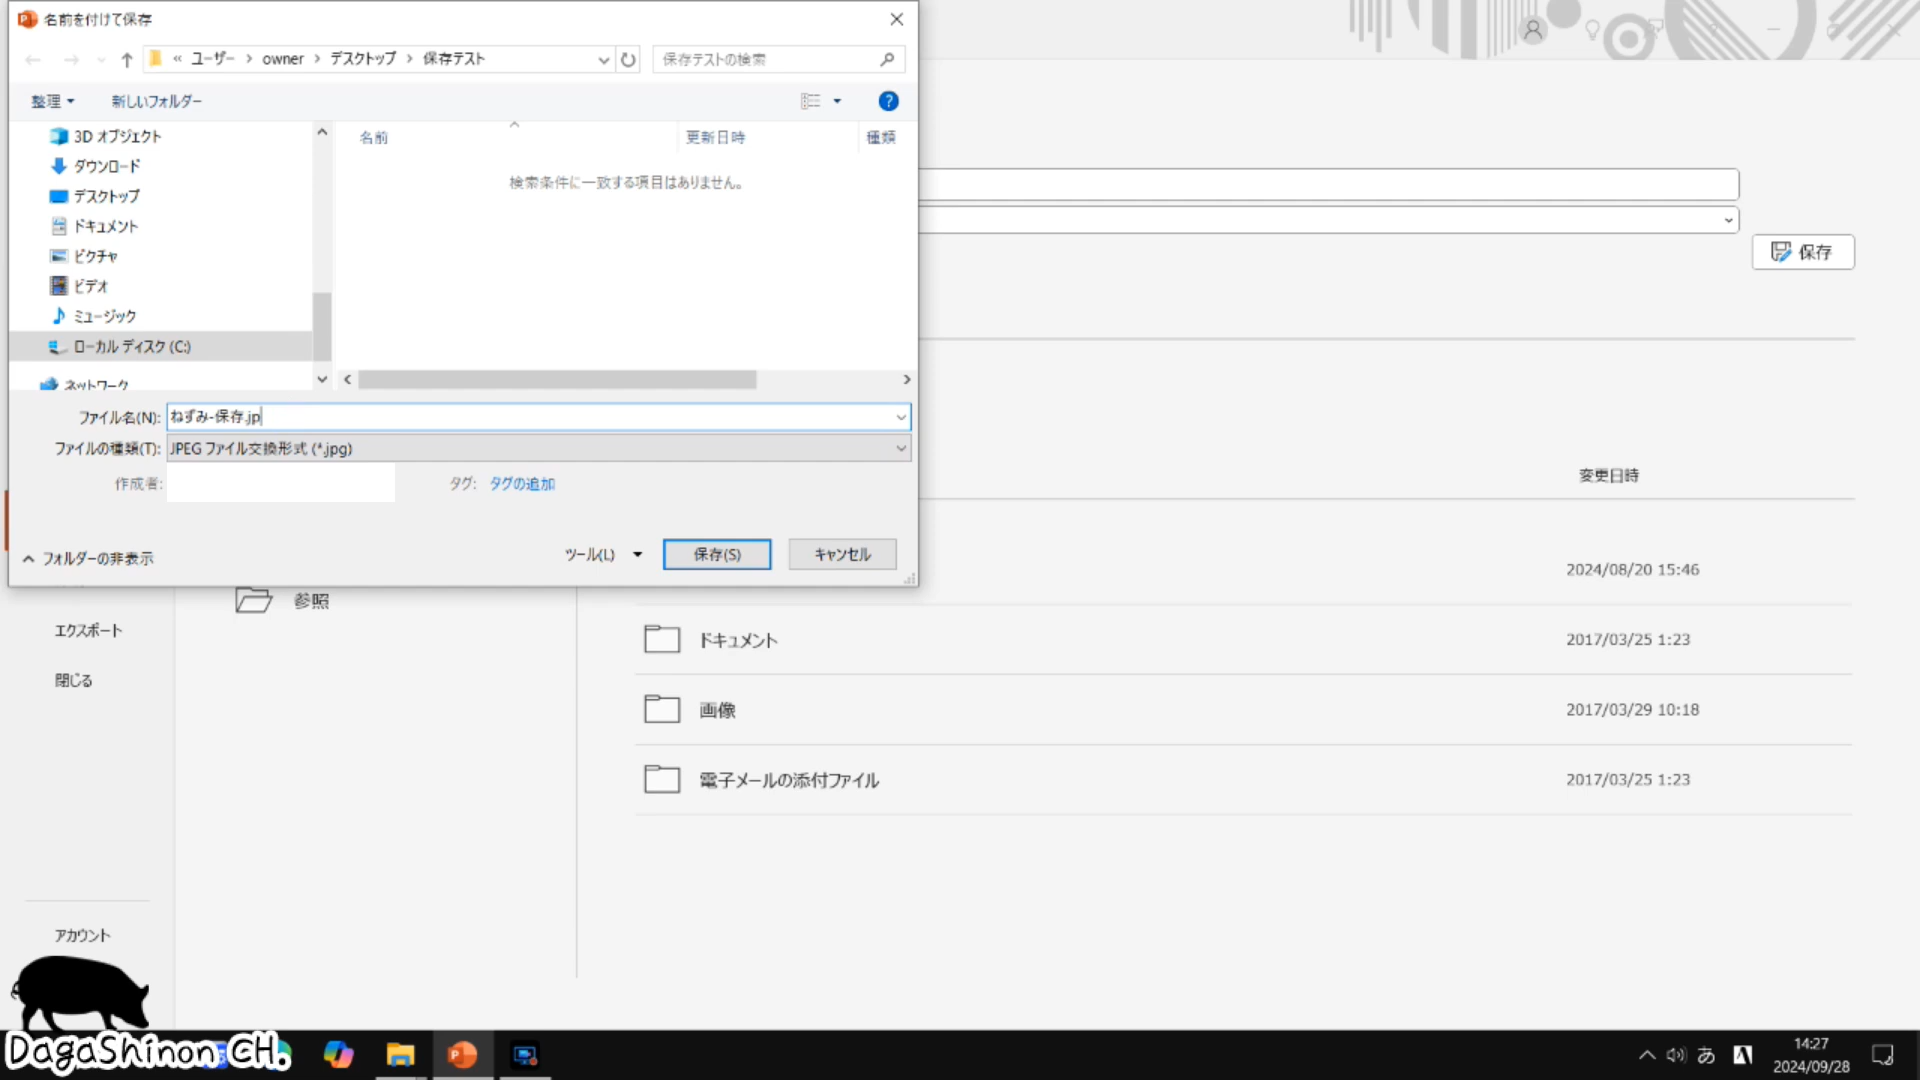 名前を付けて保存
« ユーザー › owner › デスクトップ › 保存テスト
保存テストの検索
整理
新しいフォルダー
?
3D オブジェクト
ダウンロード
デスクトップ
ドキュメント
ピクチャ
ビデオ
ミュージック
ローカル ディスク (C:)
ネットワーク
名前
更新日時
種類
検索条件に一致する項目はありません。
ファイル名(N):
ねずみ-保存.jp
ファイルの種類(T):
JPEG ファイル交換形式 (*.jpg)
作成者:
タグ:
タグの追加
フォルダーの非表示
ツール(L)
保存(S)
キャンセル
保存
変更日時
2024/08/20 15:46
参照
エクスポート
ドキュメント
2017/03/25 1:23
閉じる
画像
2017/03/29 10:18
電子メールの添付ファイル
2017/03/25 1:23
アカウント
DagaShinon CH.
あ
A
14:27
2024/09/28